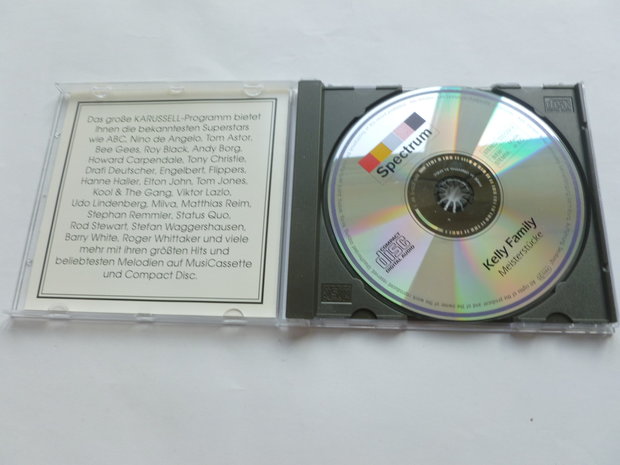 Das große KARUSSELL-Programm bietet
Ihnen die bekanntesten Superstars
wie ABC, Nino de Angelo, Tom Astor,
Bee Gees, Roy Black, Andy Borg,
Howard Carpendale, Tony Christie,
Drafi Deutscher, Engelbert, Flippers,
Hanne Haller, Elton John, Tom Jones,
Kool & The Gang, Viktor Lazlo,
Udo Lindenberg, Milva, Matthias Reim,
Stephan Remmler, Status Quo,
Rod Stewart, Stefan Waggershausen,
Barry White, Roger Whittaker und viele
mehr mit ihren größten Hits und
beliebtesten Melodien auf MusiCassette
und Compact Disc.
Spectrum
COMPACT
disc
DIGITAL AUDIO
Kelly Family
Meisterstücke